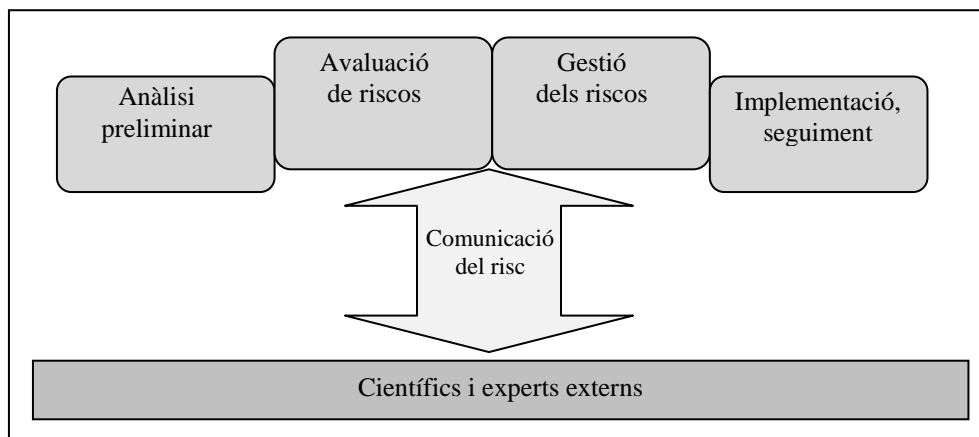 Anàlisi
preliminar
Avaluació
de riscos
Gestió
dels riscos
Implementació,
seguiment
Comunicació
del risc
Científics i experts externs